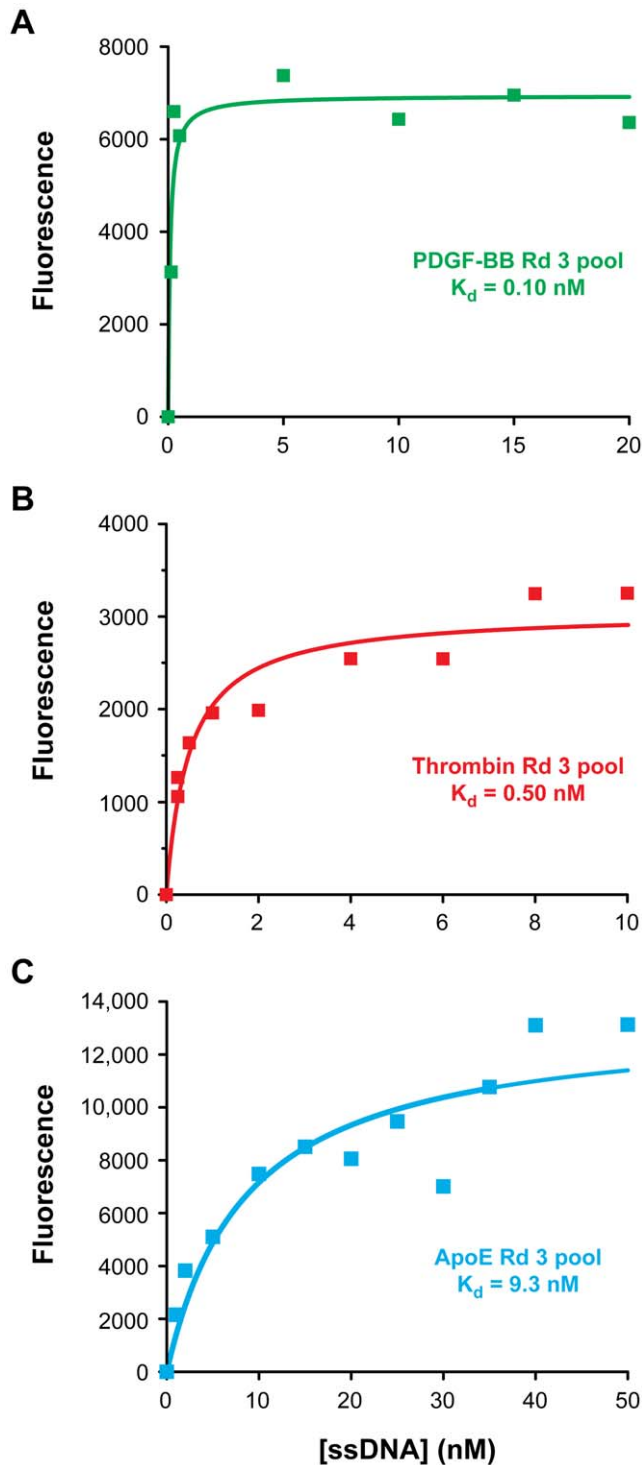 A
8000
6000
4000
2000
0
Fluorescence
PDGF-BB Rd 3 pool
K_d = 0.10 nM
0 5 10 15 20
B
4000
3000
2000
1000
0
Fluorescence
Thrombin Rd 3 pool
K_d = 0.50 nM
0 2 4 6 8 10
C
14,000
12,000
10,000
8000
6000
4000
2000
0
Fluorescence
ApoE Rd 3 pool
K_d = 9.3 nM
0 10 20 30 40 50
[ssDNA] (nM)